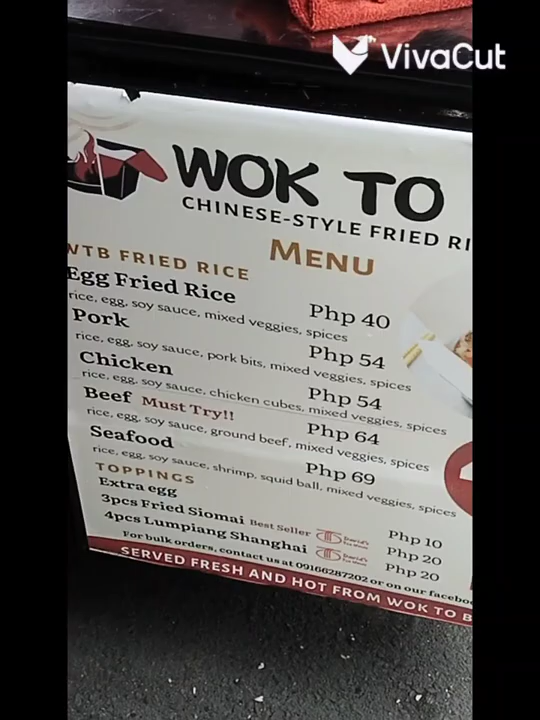 VivaCut
WOK TO
CHINESE-STYLE FRIED RI
MENU
WTB FRIED RICE
Egg Fried Rice Php 40
rice, egg, soy sauce, mixed veggies, spices
Pork Php 54
rice, egg, soy sauce, pork bits, mixed veggies, spices
Chicken Php 54
rice, egg, soy sauce, chicken cubes, mixed veggies, spices
Beef Must Try!! Php 64
rice, egg, soy sauce, ground beef, mixed veggies, spices
Seafood Php 69
rice, egg, soy sauce, shrimp, squid ball, mixed veggies, spices
TOPPINGS
Extra egg Php 10
3pcs Fried Siomai Best Seller Php 20
4pcs Lumpiang Shanghai Php 20
For bulk orders, contact us at 09166287202 or on our facebo
SERVED FRESH AND HOT FROM WOK TO B